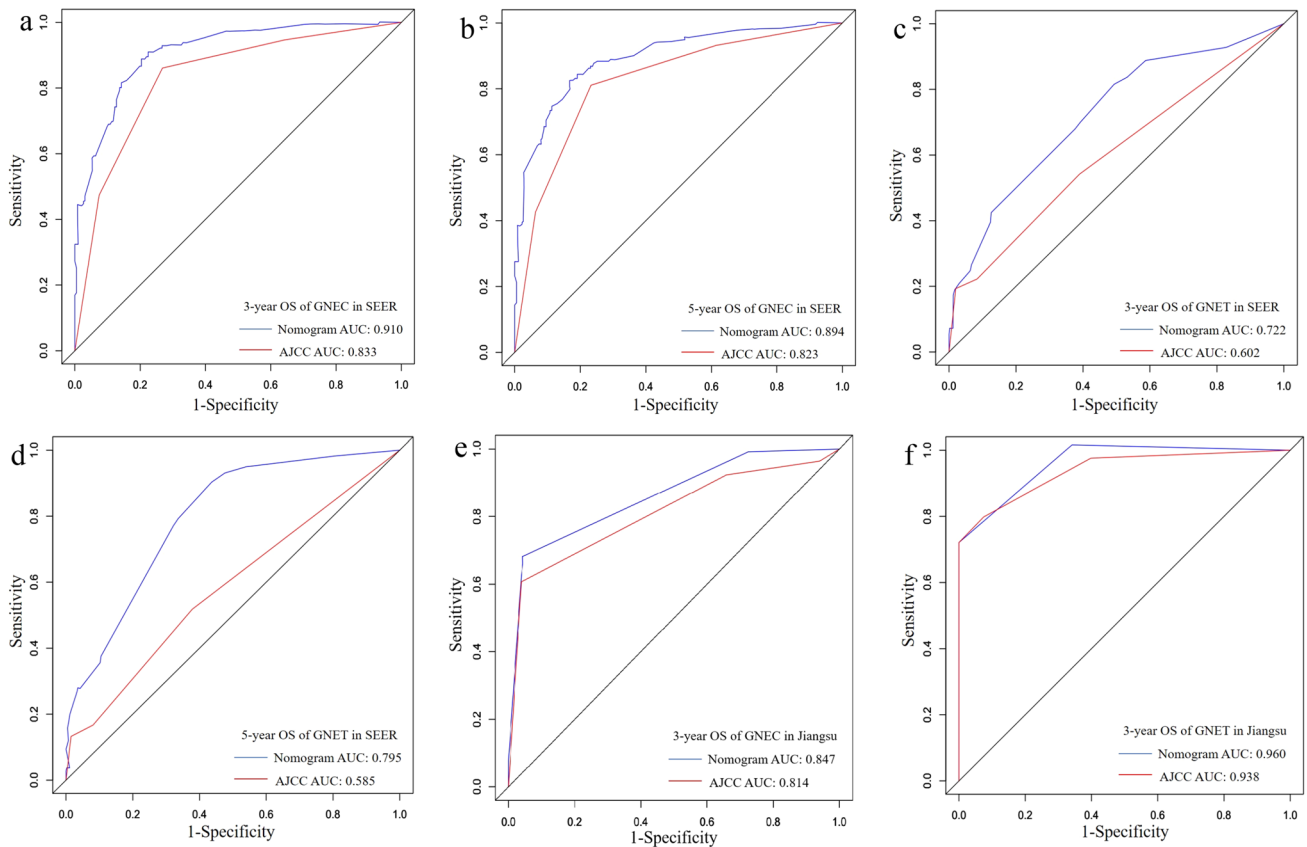 a
1.0
0.8
0.6
0.4
0.2
0.0
Sensitivity
3-year OS of GNEC in SEER
Nomogram AUC: 0.910
AJCC AUC: 0.833
0.0 0.2 0.4 0.6 0.8 1.0
1-Specificity
b
1.0
0.8
0.6
0.4
0.2
0.0
Sensitivity
5-year OS of GNEC in SEER
Nomogram AUC: 0.894
AJCC AUC: 0.823
0.0 0.2 0.4 0.6 0.8 1.0
1-Specificity
c
1.0
0.8
0.6
0.4
0.2
0.0
Sensitivity
3-year OS of GNET in SEER
Nomogram AUC: 0.722
AJCC AUC: 0.602
0.0 0.2 0.4 0.6 0.8 1.0
1-Specificity
d
1.0
0.8
0.6
0.4
0.2
0.0
Sensitivity
5-year OS of GNET in SEER
Nomogram AUC: 0.795
AJCC AUC: 0.585
0.0 0.2 0.4 0.6 0.8 1.0
1-Specificity
e
1.0
0.8
0.6
0.4
0.2
0.0
Sensitivity
3-year OS of GNEC in Jiangsu
Nomogram AUC: 0.847
AJCC AUC: 0.814
0.0 0.2 0.4 0.6 0.8 1.0
1-Specificity
f
1.0
0.8
0.6
0.4
0.2
0.0
Sensitivity
3-year OS of GNET in Jiangsu
Nomogram AUC: 0.960
AJCC AUC: 0.938
0.0 0.2 0.4 0.6 0.8 1.0
1-Specificity